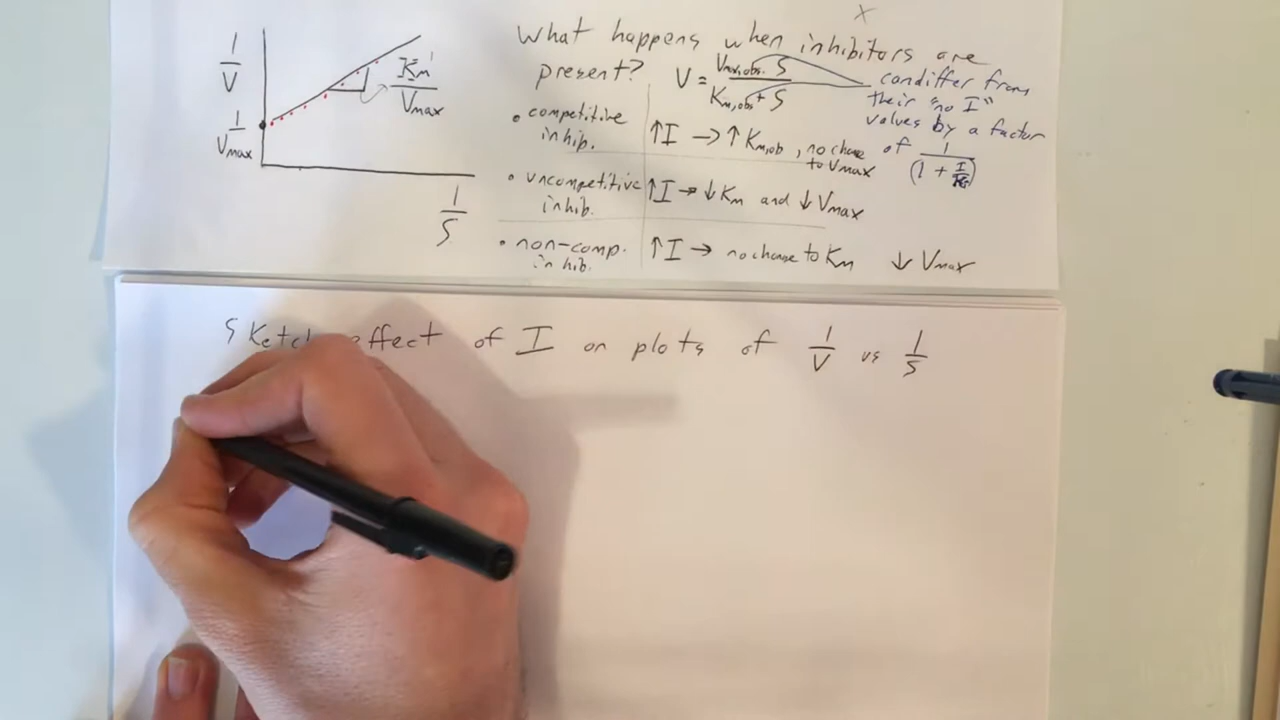 1/V
1/Vmax
Km/Vmax
1/S
What happens when inhibitors are
present? V = Vmax,obs. S / Km,obs + S
can differ from
their "no I"
values by a factor
of 1/(1 + I/Ki)
• competitive
inhib.
↑I → ↑Km,ob, no change
to Vmax
• uncompetitive
inhib.
↑I → ↓Km and ↓Vmax
• non-comp.
inhib.
↑I → no change to Km ↓Vmax
Sketch effect of I on plots of 1/V vs 1/S